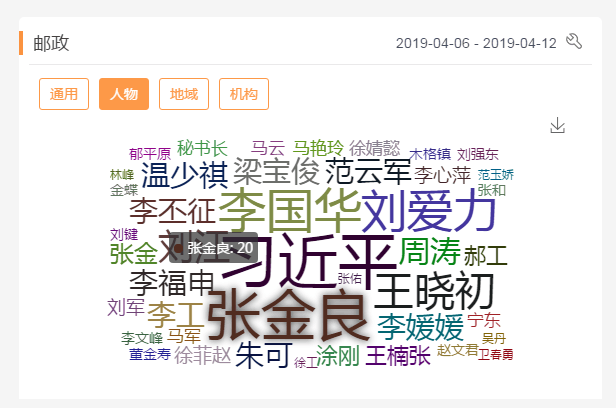 邮政
2019-04-06 - 2019-04-12
通用 人物 地域 机构
郁平原 秘书长 马云 马艳玲 徐婧懿 木格镇 刘强东
林峰 温少祺 梁宝俊 范云军 李心萍 范玉娇
金蝶 张和
李丕征 李国华 刘爱力
刘键
张金 刘江 张金良: 20 习近平 周涛 郝工
李福申 张佑 王晓初
刘军 李工 张金良 李媛媛 宁东
李文峰 马军 吴丹
董金寿 徐菲赵 朱可 徐工 涂刚 王楠张 赵文君 卫春勇